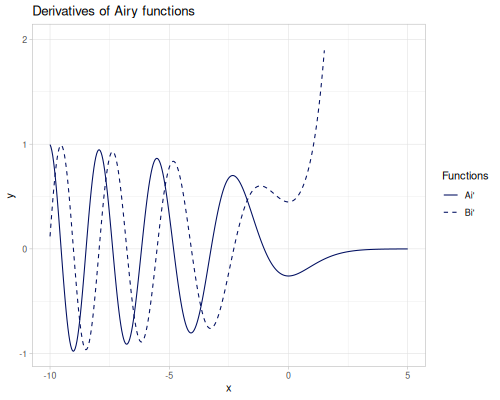 Derivatives of Airy functions
2
1
0
-1
y
-10
-5
0
5
x
Functions
Ai'
Bi'